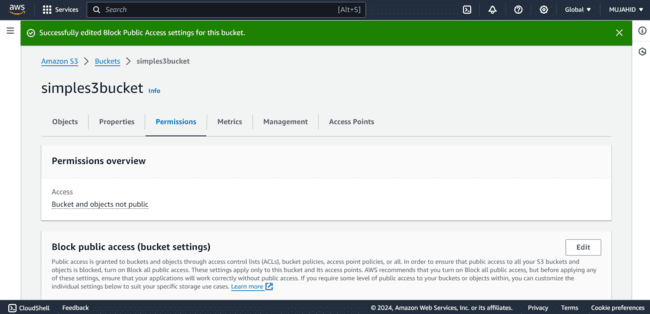 aws Services Search [Alt+S] Global MUJAHID
Successfully edited Block Public Access settings for this bucket.
Amazon S3 > Buckets > simples3bucket
simples3bucket Info
Objects Properties Permissions Metrics Management Access Points
Permissions overview
Access
Bucket and objects not public
Block public access (bucket settings) Edit
Public access is granted to buckets and objects through access control lists (ACLs), bucket policies, access point policies, or all. In order to ensure that public access to all your S3 buckets and
objects is blocked, turn on Block all public access. These settings apply only to this bucket and its access points. AWS recommends that you turn on Block all public access, but before applying any
of these settings, ensure that your applications will work correctly without public access. If you require some level of public access to your buckets or objects within, you can customize the
individual settings below to suit your specific storage use cases. Learn more
CloudShell Feedback © 2024, Amazon Web Services, Inc. or its affiliates. Privacy Terms Cookie preferences